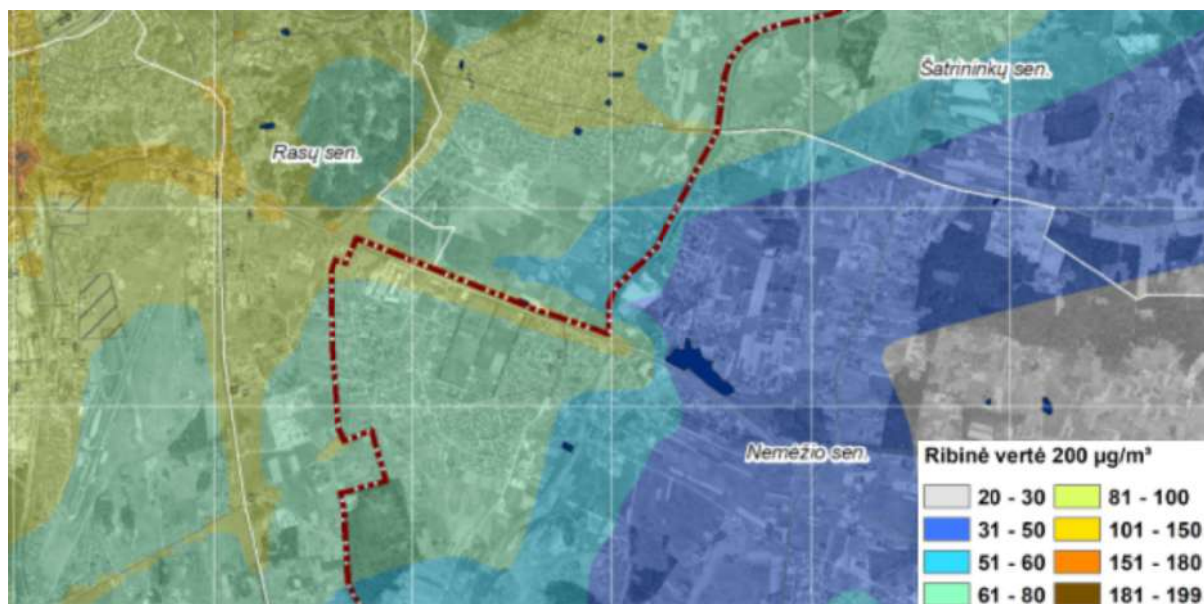 Šatrininkų sen.
Rasų sen.
Nemėžio sen.
Ribinė vertė 200 µg/m³
20 - 30
81 - 100
31 - 50
101 - 150
51 - 60
151 - 180
61 - 80
181 - 199